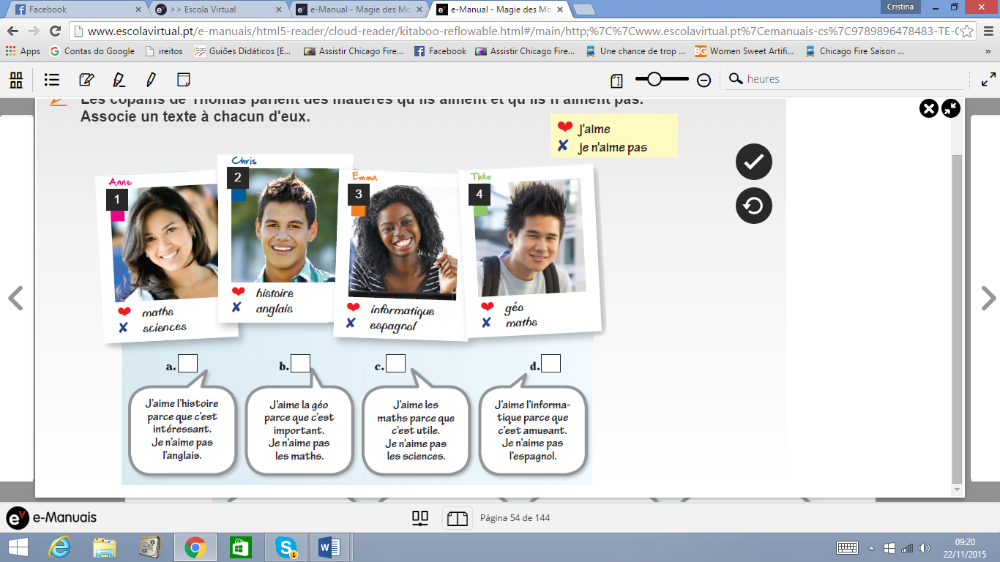 Facebook
>> Escola Virtual
e-Manual - Magie des Mo
e-Manual - Magie des Mo
Cristina
www.escolavirtual.pt/e-manuais/html5-reader/cloud-reader/kitaboo-reflowable.html#/main/http;%7C%7Cwww.escolavirtual.pt%7Cemanuais-cs%7C9789896478483-TE-0
Apps
Contas do Google
ireitos
Guiões Didáticos [E...
Assistir Chicago Fire...
Facebook
Assistir Chicago Fire...
Une chance de trop ...
BG
Women Sweet Artifi...
Chicago Fire Saison ...
»
heures
Les copains de Thomas parlent des matières qu'ils aiment et qu'ils n'aiment pas.
Associe un texte à chacun d'eux.
J'aime
Je n'aime pas
Anne
1
maths
sciences
Chris
2
histoire
anglais
Emma
3
informatique
espagnol
Théo
4
géo
maths
a.
b.
c.
d.
J'aime l'histoire
parce que c'est
intéressant.
Je n'aime pas
l'anglais.
J'aime la géo
parce que c'est
important.
Je n'aime pas
les maths.
J'aime les
maths parce que
c'est utile.
Je n'aime pas
les sciences.
J'aime l'informa-
tique parce que
c'est amusant.
Je n'aime pas
l'espagnol.
e-Manuais
Página 54 de 144
09:20
22/11/2015